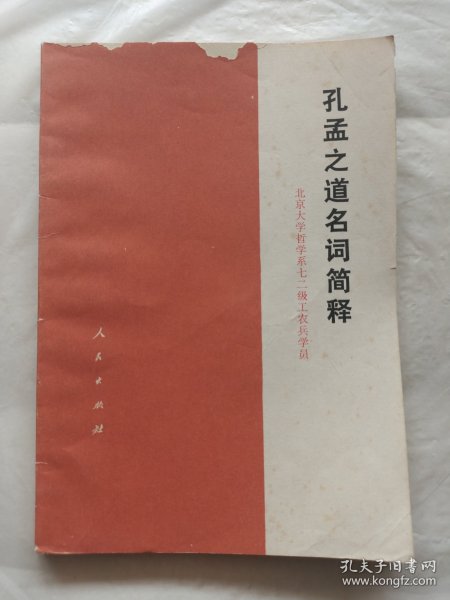 孔孟之道名词简释
北京大学哲学系七二级工农兵学员
人民出版社
孔夫子旧书网
www.kongfz.com